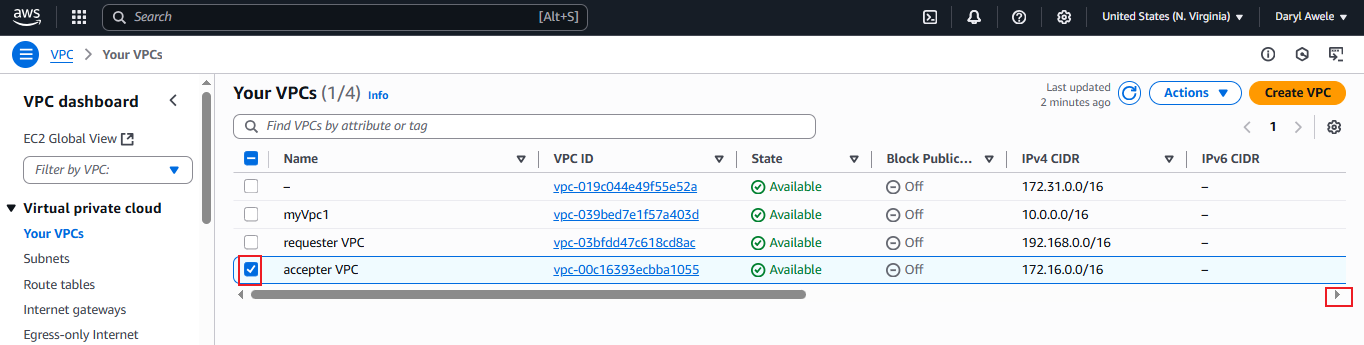 aws Search [Alt+S] United States (N. Virginia) Daryl Awele
VPC Your VPCs
VPC dashboard
EC2 Global View
Filter by VPC:
Virtual private cloud
Your VPCs
Subnets
Route tables
Internet gateways
Egress-only Internet
Your VPCs (1/4) Info
Last updated
2 minutes ago
Actions
Create VPC
Find VPCs by attribute or tag
1
Name VPC ID State Block Public... IPv4 CIDR IPv6 CIDR
– vpc-019c044e49f55e52a Available Off 172.31.0.0/16 –
myVpc1 vpc-039bed7e1f57a403d Available Off 10.0.0.0/16 –
requester VPC vpc-03bfdd47c618cd8ac Available Off 192.168.0.0/16 –
accepter VPC vpc-00c16393ecbba1055 Available Off 172.16.0.0/16 –